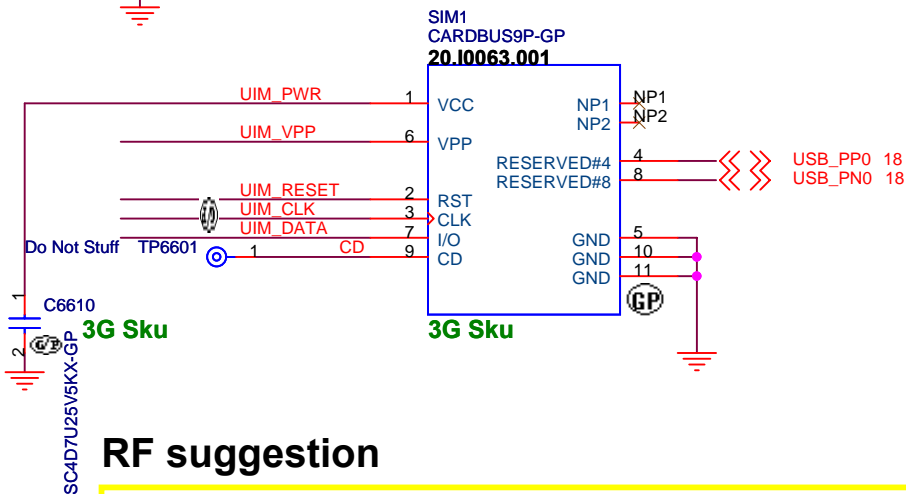 SIM1
CARDBUS9P-GP
20.I0063.001
UIM_PWR 1 VCC
NP1 NP1
NP2 NP2
UIM_VPP 6 VPP
RESERVED#4 4 USB_PP0 18
RESERVED#8 8 USB_PN0 18
UIM_RESET 2 RST
UIM_CLK 3 CLK
UIM_DATA 7 I/O
GND 5
Do Not Stuff TP6601 1 CD 9 CD
GND 10
GND 11
GP
1
C6610
2
G/P
3G Sku
3G Sku
SC4D7U25V5KX-GP
RF suggestion